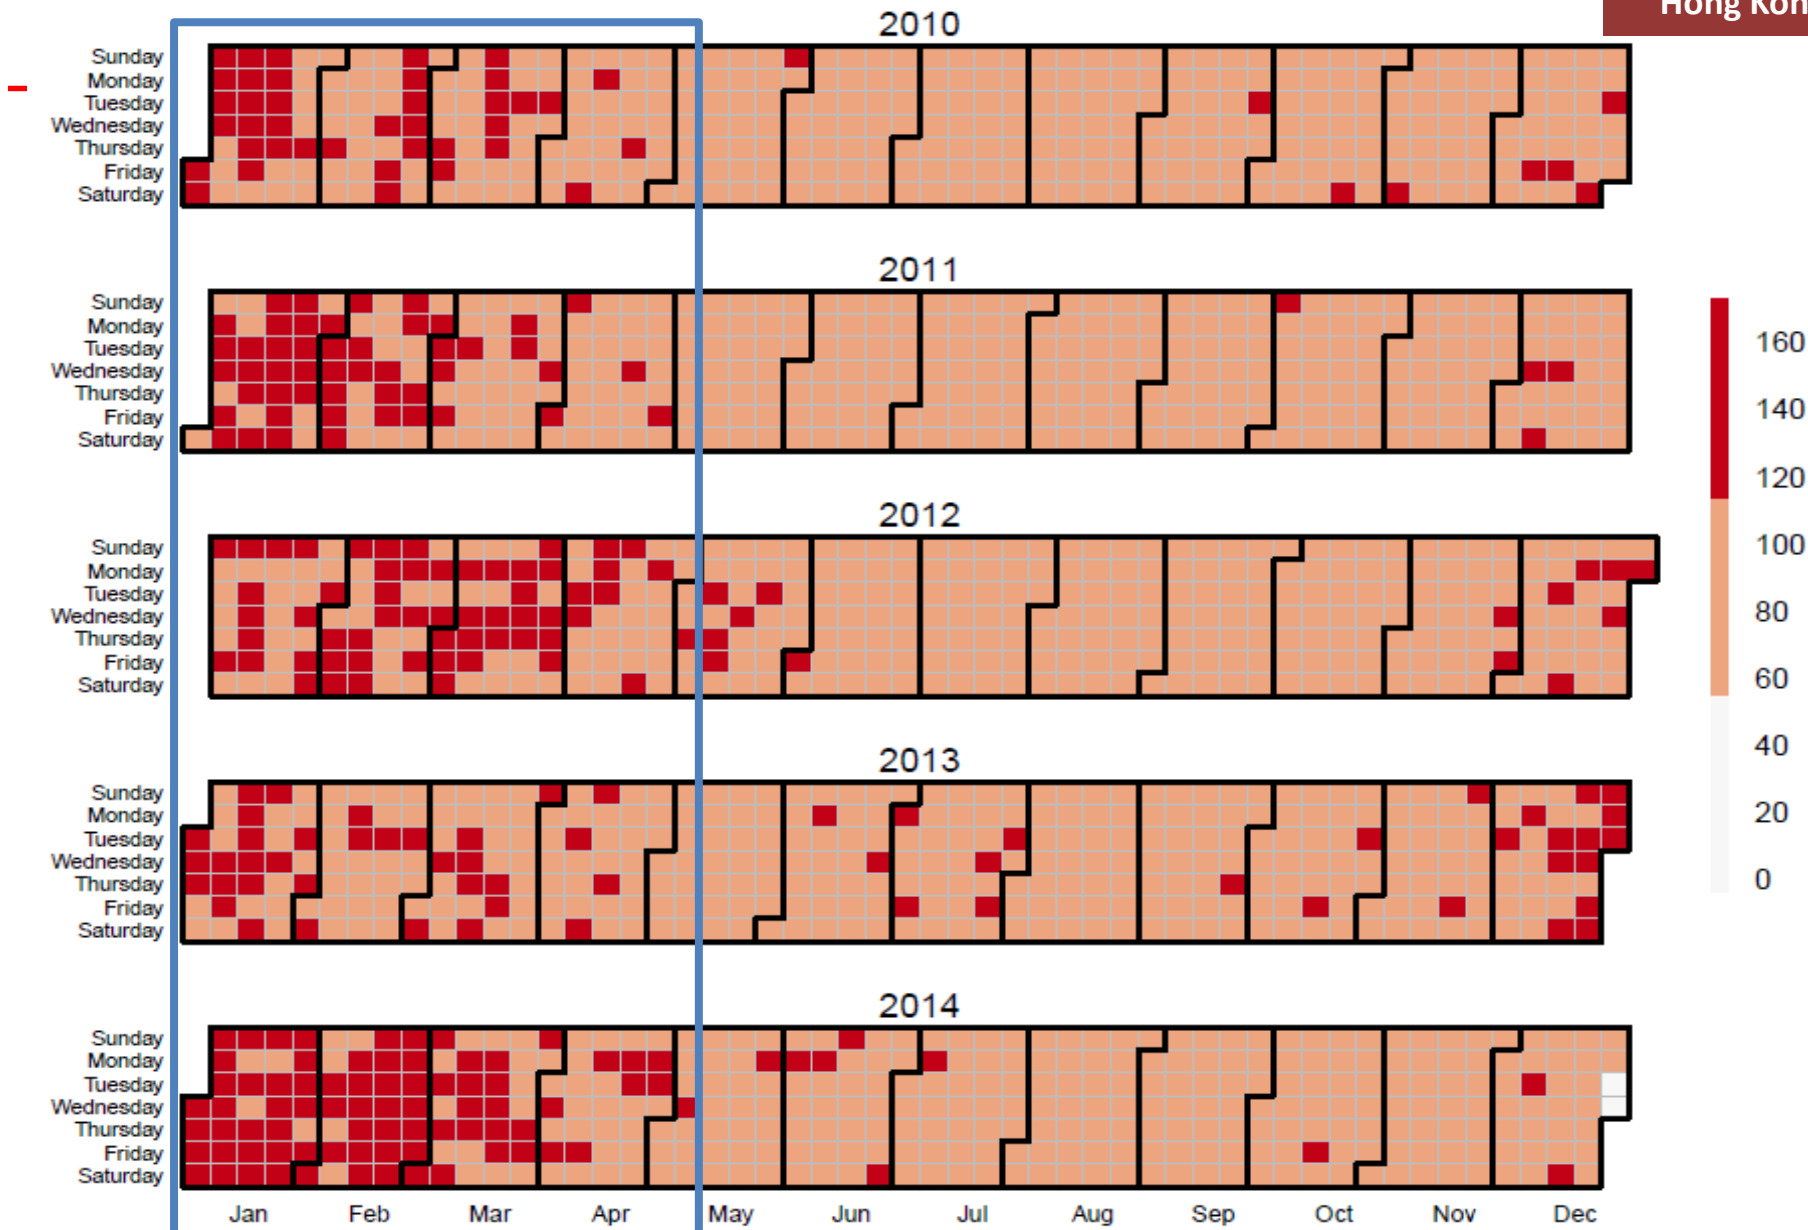 Hong Kon
2010
Sunday
Monday
Tuesday
Wednesday
Thursday
Friday
Saturday
2011
Sunday
Monday
Tuesday
Wednesday
Thursday
Friday
Saturday
2012
Sunday
Monday
Tuesday
Wednesday
Thursday
Friday
Saturday
2013
Sunday
Monday
Tuesday
Wednesday
Thursday
Friday
Saturday
2014
Sunday
Monday
Tuesday
Wednesday
Thursday
Friday
Saturday
Jan Feb Mar Apr May Jun Jul Aug Sep Oct Nov Dec
160
140
120
100
80
60
40
20
0